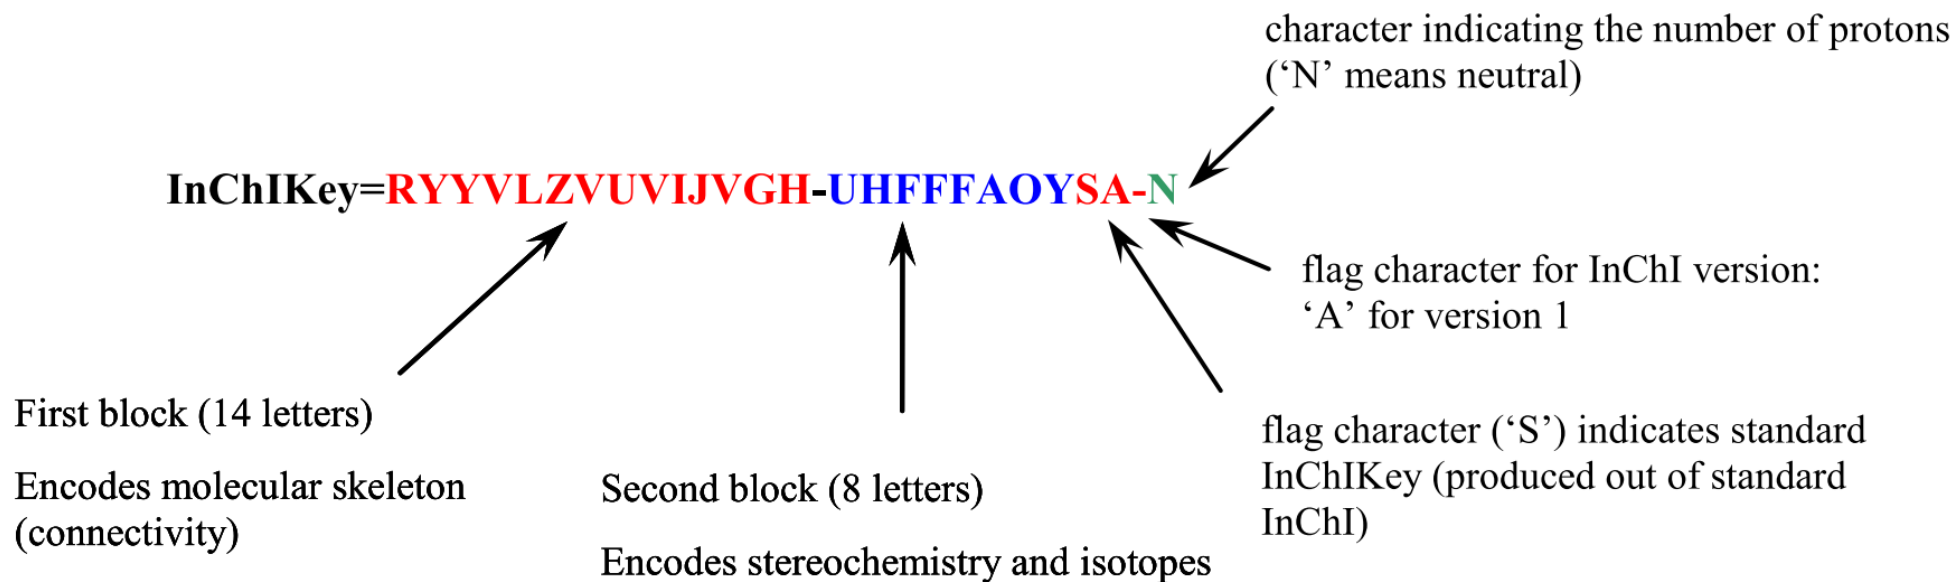 character indicating the number of protons
(‘N’ means neutral)
InChIKey=RYYVLZVUVIJVGH-UHFFFAOYSA-N
flag character for InChI version:
‘A’ for version 1
First block (14 letters)
Encodes molecular skeleton
(connectivity)
Second block (8 letters)
Encodes stereochemistry and isotopes
flag character (‘S’) indicates standard
InChIKey (produced out of standard
InChI)